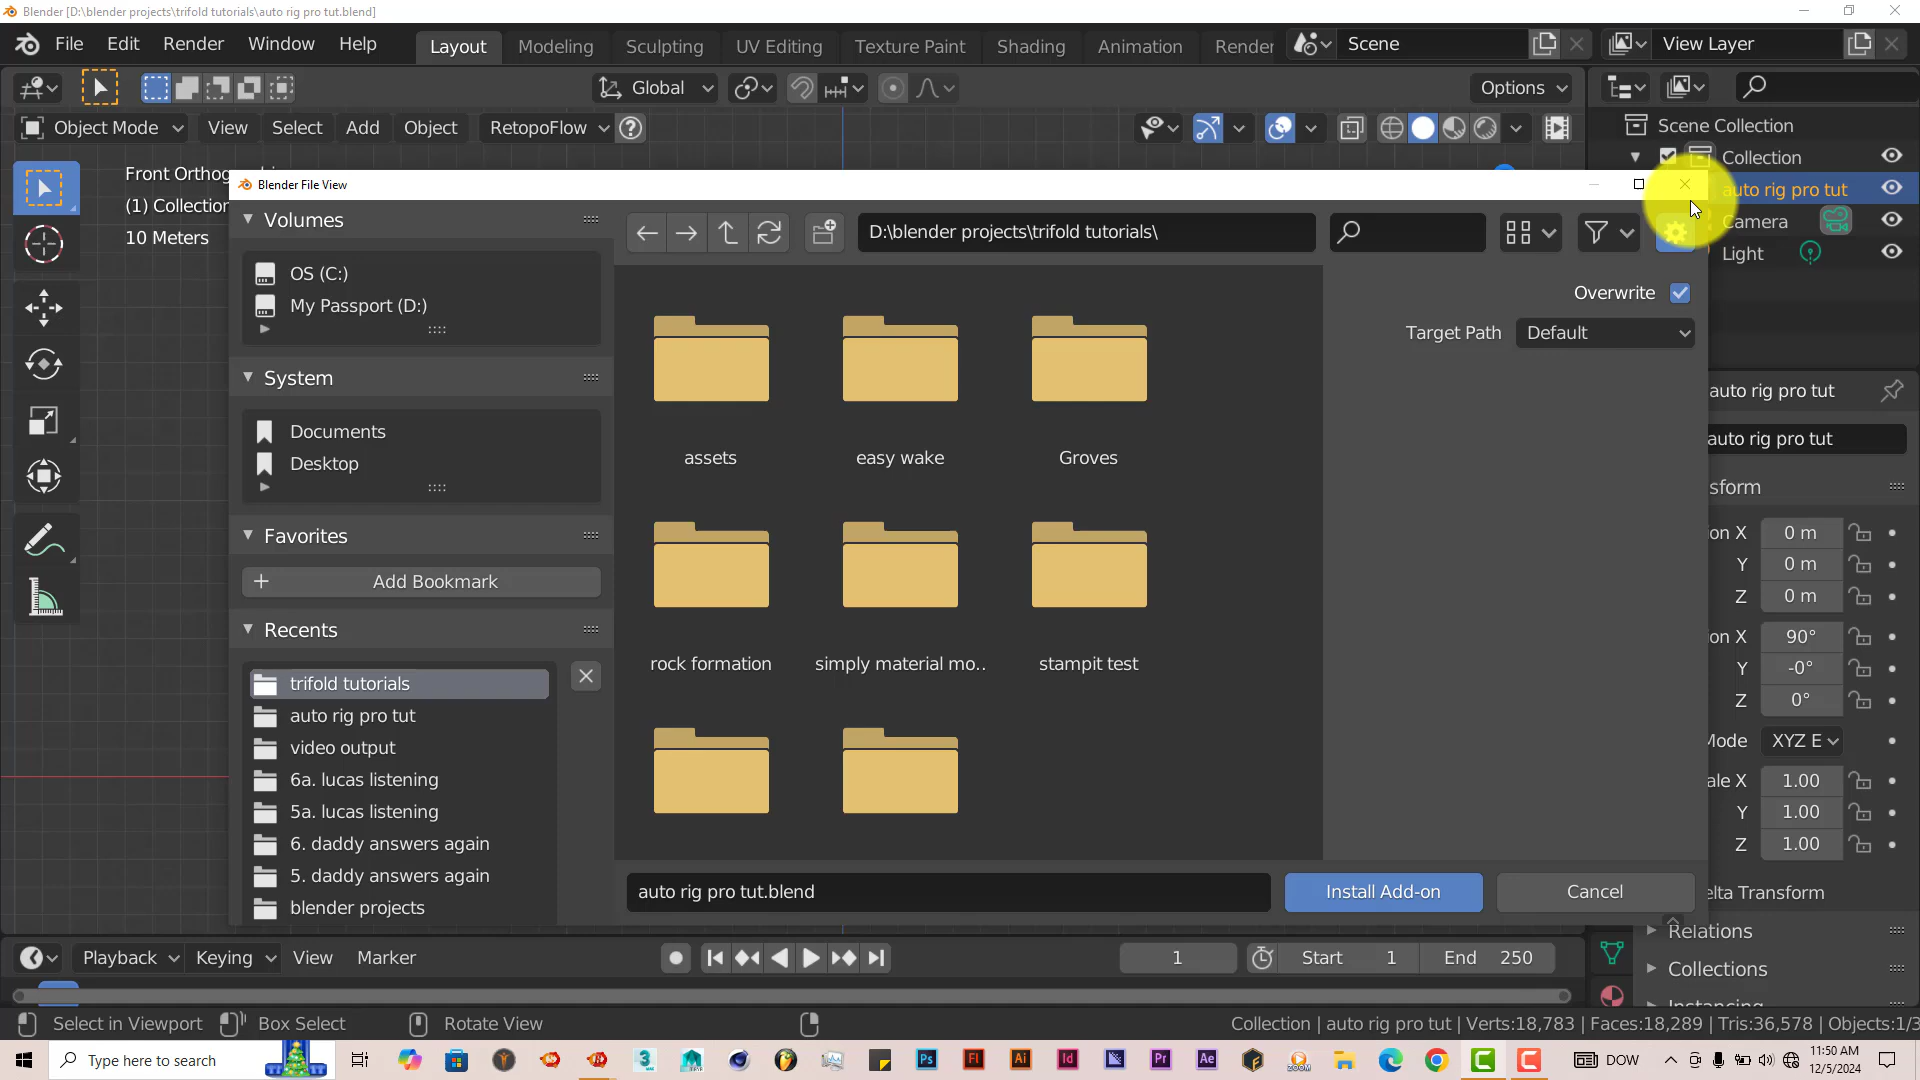 Blender [D:\blender projects\trifold tutorials\auto rig pro tut.blend]
File Edit Render Window Help Layout Modeling Sculpting UV Editing Texture Paint Shading Animation Render Scene View Layer
Global Options
Object Mode View Select Add Object RetopoFlow
Scene Collection
Collection
auto rig pro tut
Camera
Light
Front Orthog
(1) Collection
10 Meters
Blender File View
Volumes
OS (C:)
My Passport (D:)
System
Documents
Desktop
Favorites
Add Bookmark
Recents
trifold tutorials
auto rig pro tut
video output
6a. lucas listening
5a. lucas listening
6. daddy answers again
5. daddy answers again
blender projects
D:\blender projects\trifold tutorials\
assets easy wake Groves
rock formation simply material mo.. stampit test
Overwrite
Target Path Default
auto rig pro tut.blend Install Add-on Cancel
auto rig pro tut
auto rig pro tut
sform
on X 0 m
Y 0 m
Z 0 m
on X 90°
Y -0°
Z 0°
Mode XYZ E
ale X 1.00
Y 1.00
Z 1.00
elta Transform
Relations
Collections
Instancing
Playback Keying View Marker 1 Start 1 End 250
Select in Viewport Box Select Rotate View Collection | auto rig pro tut | Verts:18,783 | Faces:18,289 | Tris:36,578 | Objects:1/3
Type here to search DOW 11:50 AM
12/5/2024